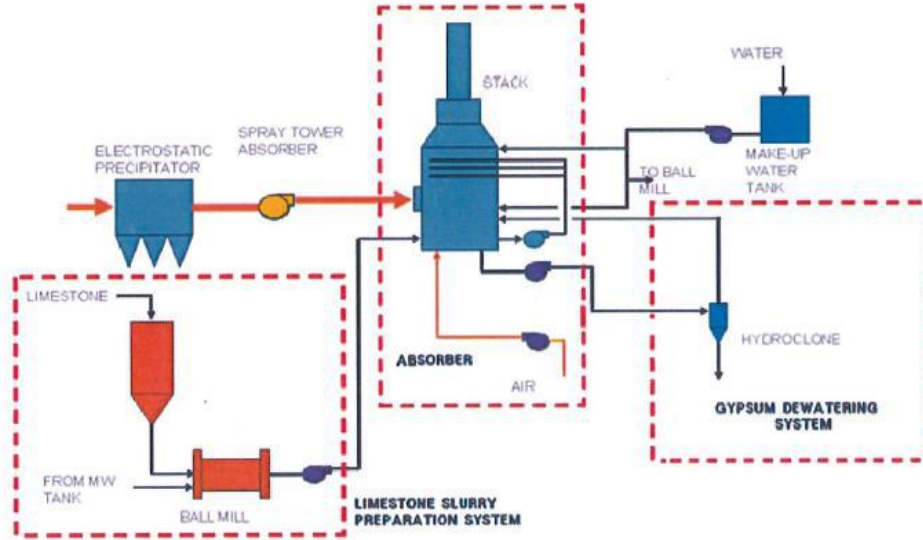 STACK
WATER
SPRAY TOWER
ABSORBER
ELECTROSTATIC
PRECIPITATOR
TO BALL
MILL
MAKE-UP
WATER
TANK
LIMESTONE
HYDROCLONE
ABSORBER
AIR
GYPSUM DEWATERING
SYSTEM
FROM MW
TANK
BALL MILL
LIMESTONE SLURRY
PREPARATION SYSTEM